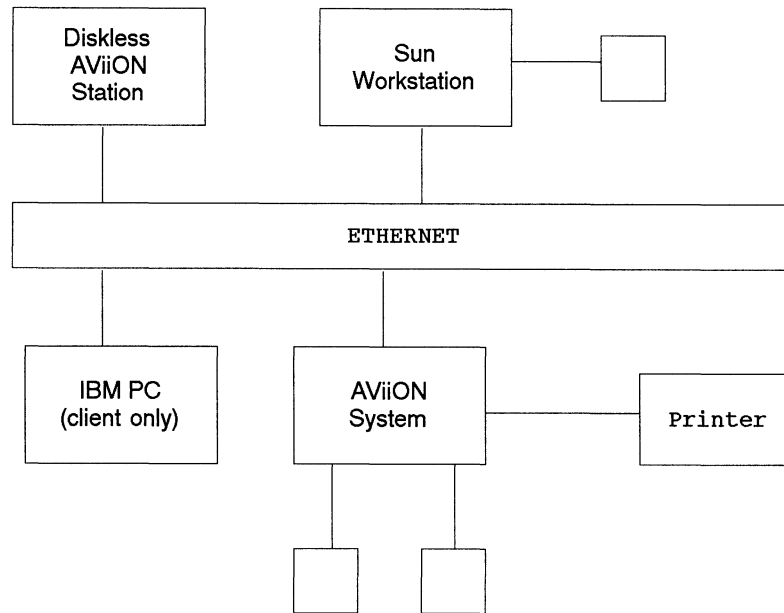 Diskless
AViiON
Station
Sun
Workstation
ETHERNET
IBM PC
(client only)
AViiON
System
Printer